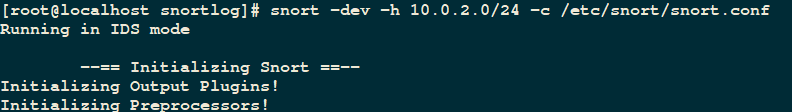 [root@localhost snortlog]# snort -dev -h 10.0.2.0/24 -c /etc/snort/snort.conf
Running in IDS mode
--== Initializing Snort ==--
Initializing Output Plugins!
Initializing Preprocessors!